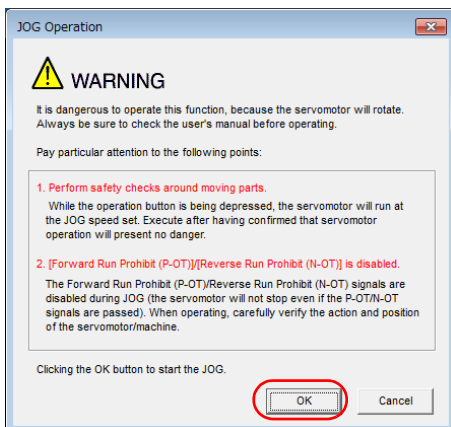 JOG Operation
WARNING
It is dangerous to operate this function, because the servomotor will rotate.
Always be sure to check the user's manual before operating.
Pay particular attention to the following points:
1. Perform safety checks around moving parts.
While the operation button is being depressed, the servomotor will run at
the JOG speed set. Execute after having confirmed that servomotor
operation will present no danger.
2. [Forward Run Prohibit (P-OT)]/[Reverse Run Prohibit (N-OT)] is disabled.
The Forward Run Prohibit (P-OT)/Reverse Run Prohibit (N-OT) signals are
disabled during JOG (the servomotor will not stop even if the P-OT/N-OT
signals are passed). When operating, carefully verify the action and position
of the servomotor/machine.
Clicking the OK button to start the JOG.
OK Cancel